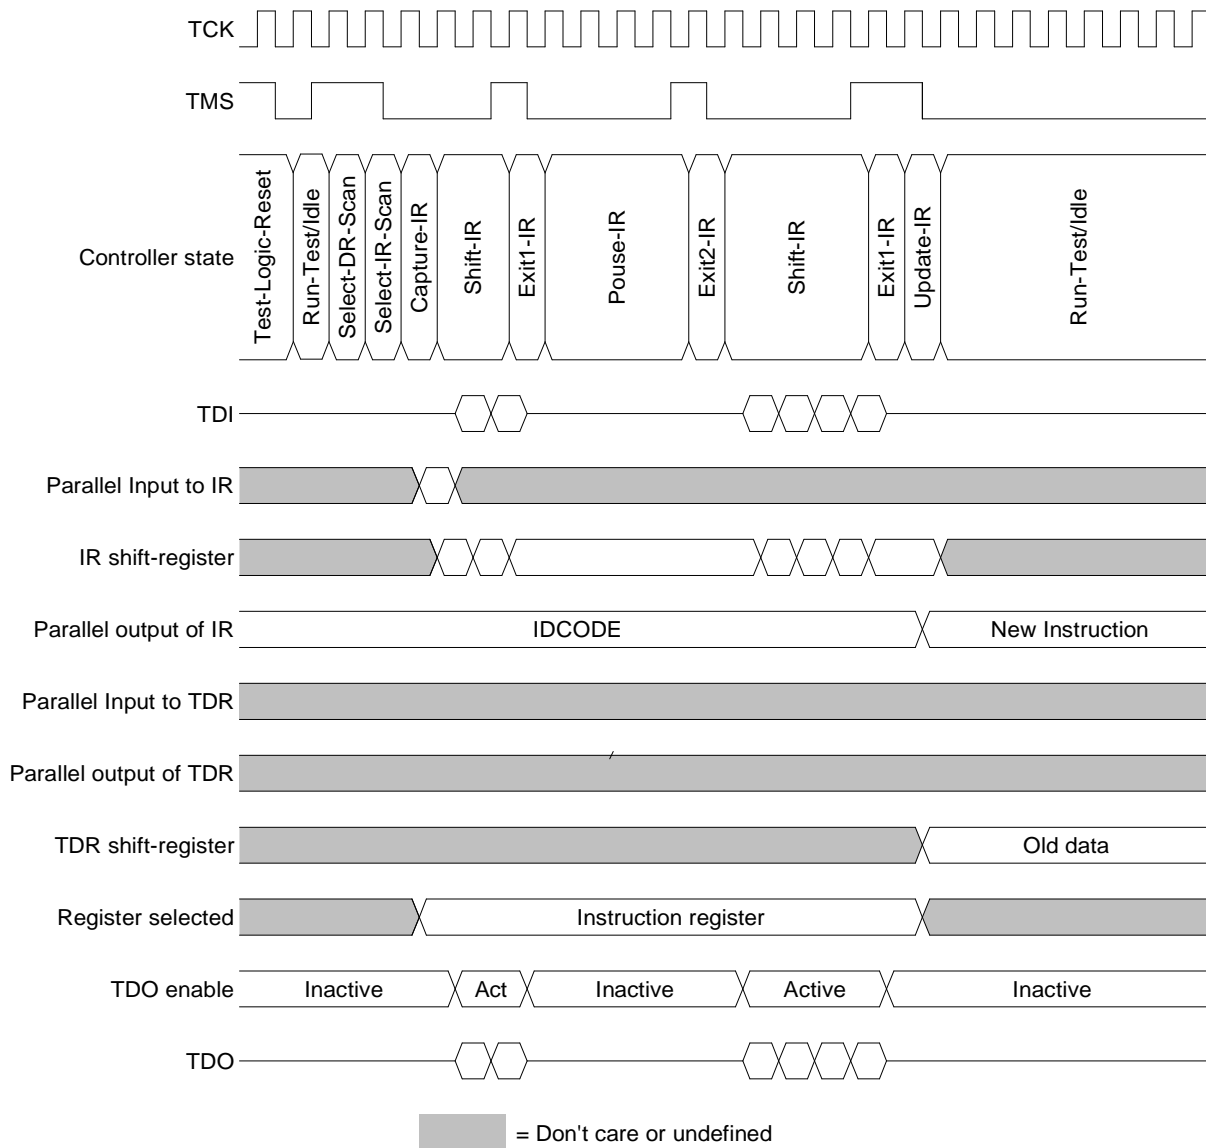 TCK
TMS
Controller state
Test-Logic-Reset
Run-Test/Idle
Select-DR-Scan
Select-IR-Scan
Capture-IR
Shift-IR
Exit1-IR
Pouse-IR
Exit2-IR
Shift-IR
Exit1-IR
Update-IR
Run-Test/Idle
TDI
Parallel Input to IR
IR shift-register
Parallel output of IR
IDCODE
New Instruction
Parallel Input to TDR
Parallel output of TDR
TDR shift-register
Old data
Register selected
Instruction register
TDO enable
Inactive
Act
Inactive
Active
Inactive
TDO
= Don't care or undefined